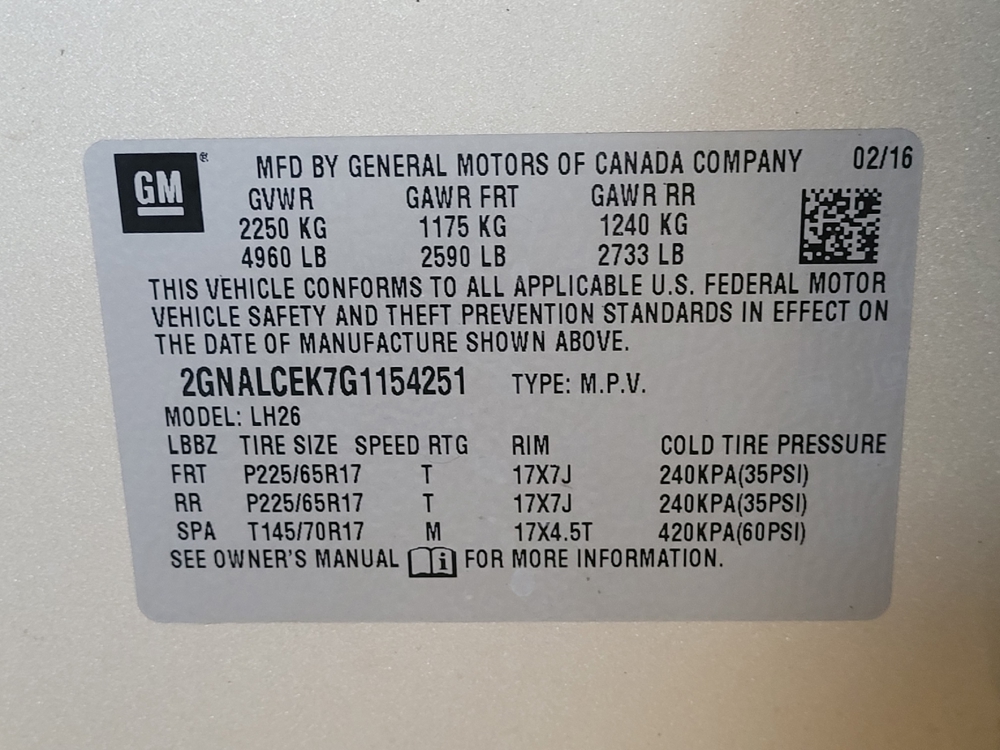 GM ® MFD BY GENERAL MOTORS OF CANADA COMPANY 02/16
GVWR GAWR FRT GAWR RR
2250 KG 1175 KG 1240 KG
4960 LB 2590 LB 2733 LB
THIS VEHICLE CONFORMS TO ALL APPLICABLE U.S. FEDERAL MOTOR
VEHICLE SAFETY AND THEFT PREVENTION STANDARDS IN EFFECT ON
THE DATE OF MANUFACTURE SHOWN ABOVE.
2GNALCEK7G1154251 TYPE: M.P.V.
MODEL: LH26
LBBZ TIRE SIZE SPEED RTG RIM COLD TIRE PRESSURE
FRT P225/65R17 T 17X7J 240KPA(35PSI)
RR P225/65R17 T 17X7J 240KPA(35PSI)
SPA T145/70R17 M 17X4.5T 420KPA(60PSI)
SEE OWNER'S MANUAL i FOR MORE INFORMATION.